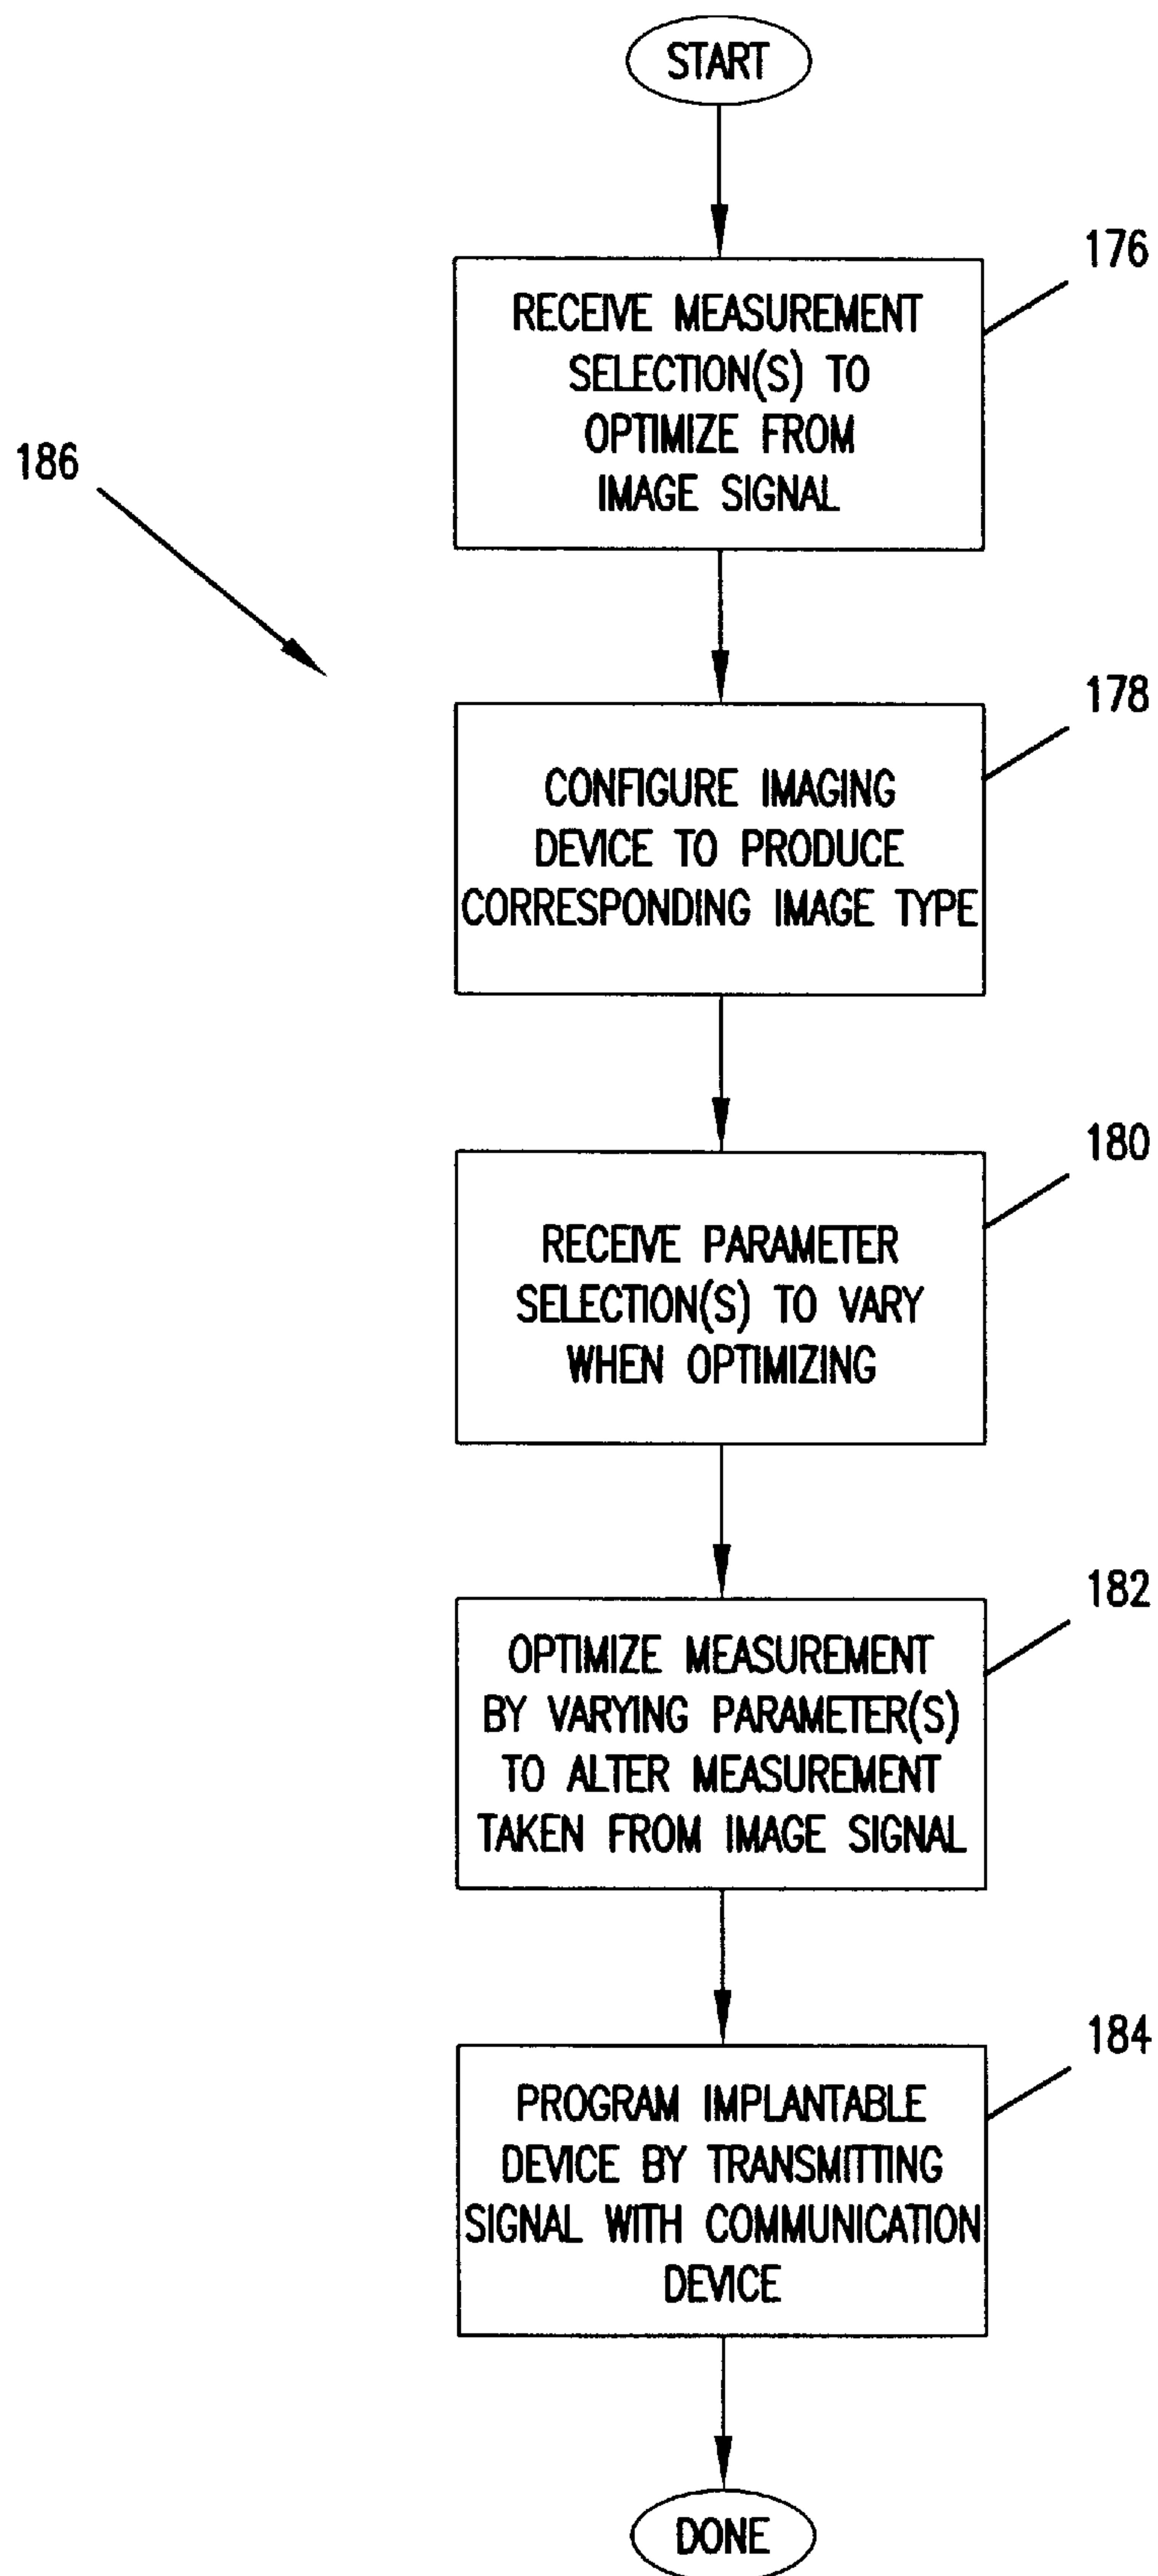 START
176
RECEIVE MEASUREMENT
SELECTION(S) TO
OPTIMIZE FROM
IMAGE SIGNAL
186
178
CONFIGURE IMAGING
DEVICE TO PRODUCE
CORRESPONDING IMAGE TYPE
180
RECEIVE PARAMETER
SELECTION(S) TO VARY
WHEN OPTIMIZING
182
OPTIMIZE MEASUREMENT
BY VARYING PARAMETER(S)
TO ALTER MEASUREMENT
TAKEN FROM IMAGE SIGNAL
184
PROGRAM IMPLANTABLE
DEVICE BY TRANSMITTING
SIGNAL WITH COMMUNICATION
DEVICE
DONE